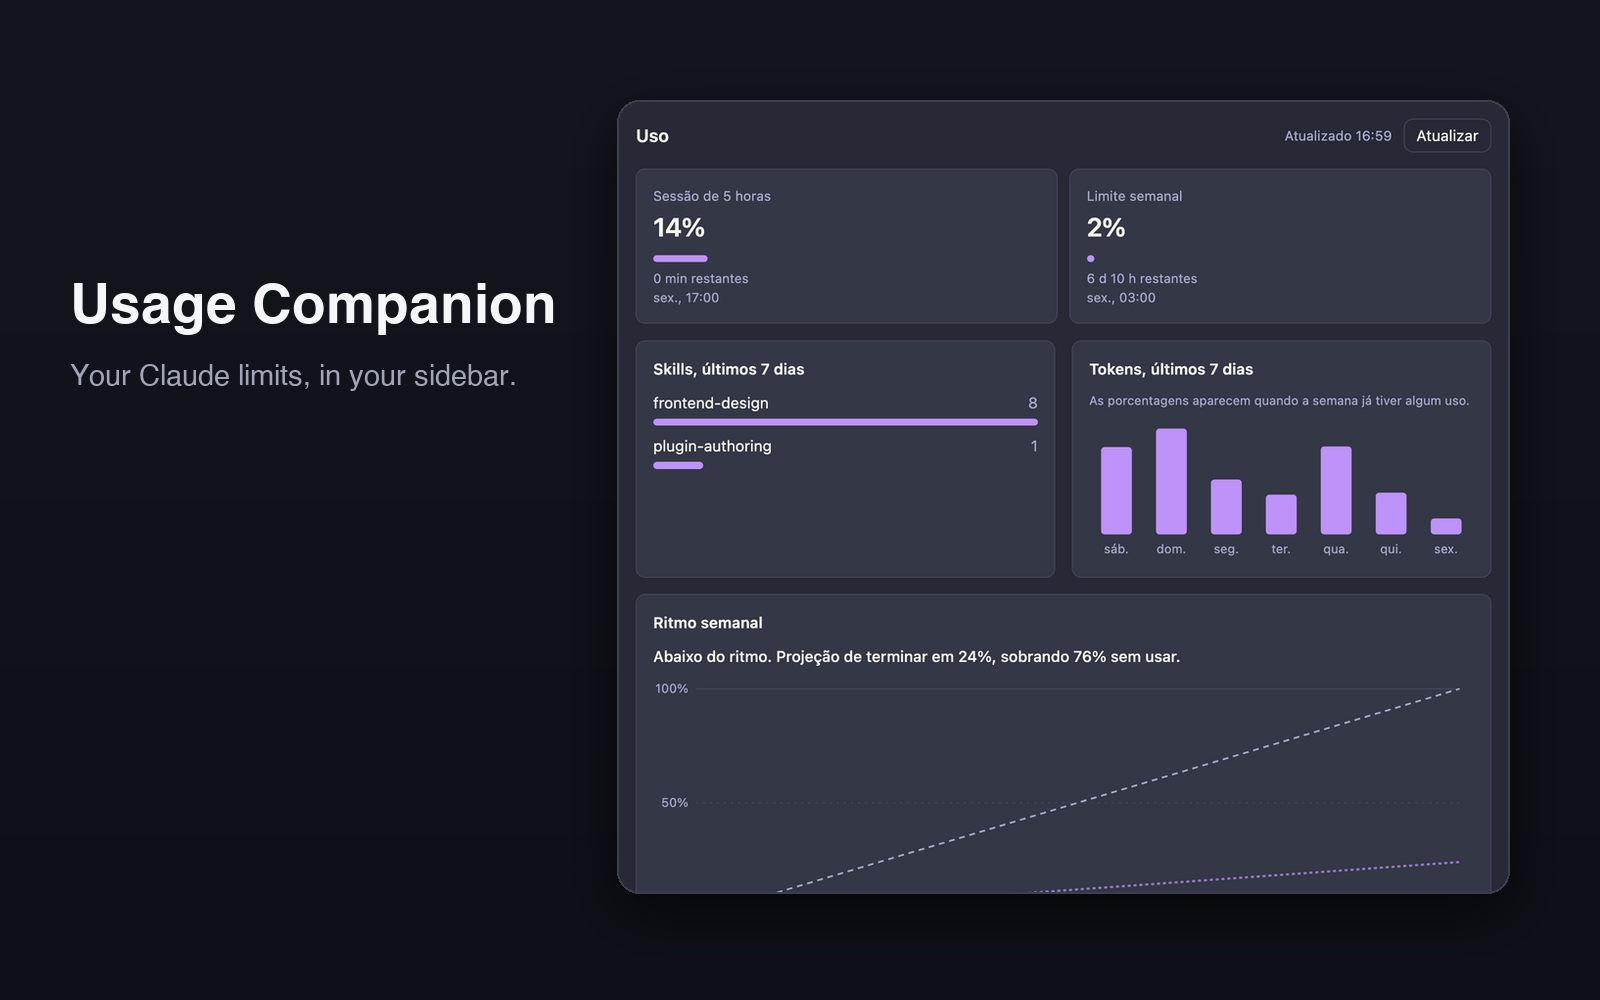 Usage Companion
Your Claude limits, in your sidebar.
Uso
Atualizado 16:59
Atualizar
Sessão de 5 horas
14%
0 min restantes
sex., 17:00
Limite semanal
2%
6 d 10 h restantes
sex., 03:00
Skills, últimos 7 dias
frontend-design 8
plugin-authoring 1
Tokens, últimos 7 dias
As porcentagens aparecem quando a semana já tiver algum uso.
sáb. dom. seg. ter. qua. qui. sex.
Ritmo semanal
Abaixo do ritmo. Projeção de terminar em 24%, sobrando 76% sem usar.
100%
50%